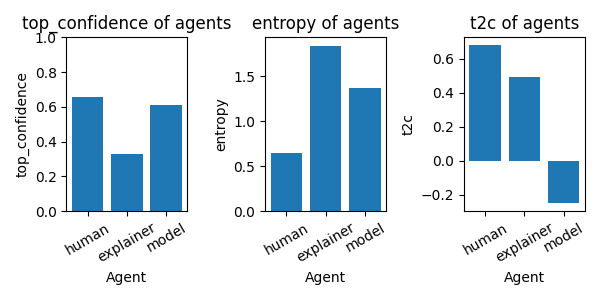 top_confidence of agents
top_confidence
1.0
0.8
0.6
0.4
0.2
0.0
human
explainer
model
Agent
entropy of agents
entropy
1.5
1.0
0.5
0.0
human
explainer
model
Agent
t2c of agents
t2c
0.6
0.4
0.2
0.0
−0.2
human
explainer
model
Agent